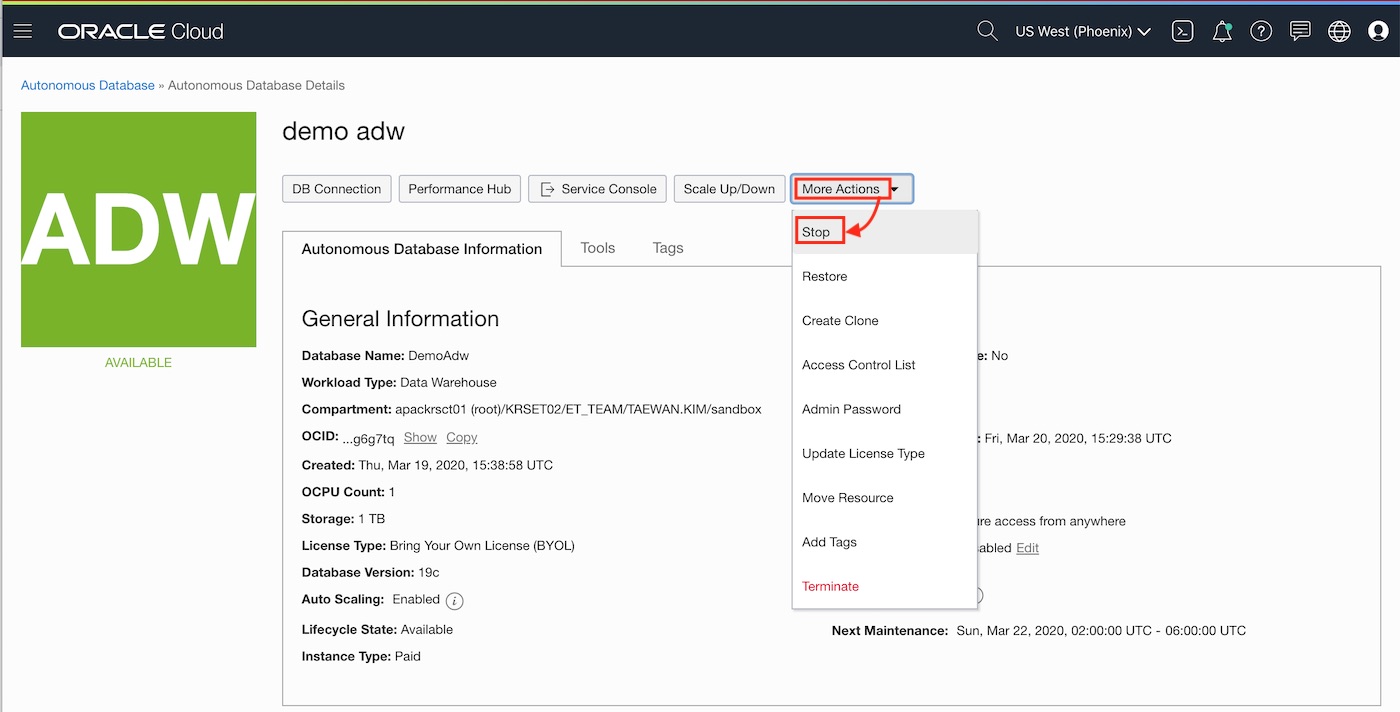 ORACLE Cloud
US West (Phoenix)
Autonomous Database » Autonomous Database Details
ADW
AVAILABLE
demo adw
DB Connection
Performance Hub
Service Console
Scale Up/Down
More Actions
Stop
Restore
Create Clone
Access Control List
Admin Password
Update License Type
Move Resource
Add Tags
Terminate
Autonomous Database Information
Tools
Tags
General Information
Database Name: DemoAdw
Workload Type: Data Warehouse
Compartment: apackrsct01 (root)/KRSET02/ET_TEAM/TAEWAN.KIM/sandbox
OCID: ...g6g7tq Show Copy
Created: Thu, Mar 19, 2020, 15:38:58 UTC
OCPU Count: 1
Storage: 1 TB
License Type: Bring Your Own License (BYOL)
Database Version: 19c
Auto Scaling: Enabled
Lifecycle State: Available
Instance Type: Paid
: No
: Fri, Mar 20, 2020, 15:29:38 UTC
access from anywhere
Edit
Next Maintenance: Sun, Mar 22, 2020, 02:00:00 UTC - 06:00:00 UTC